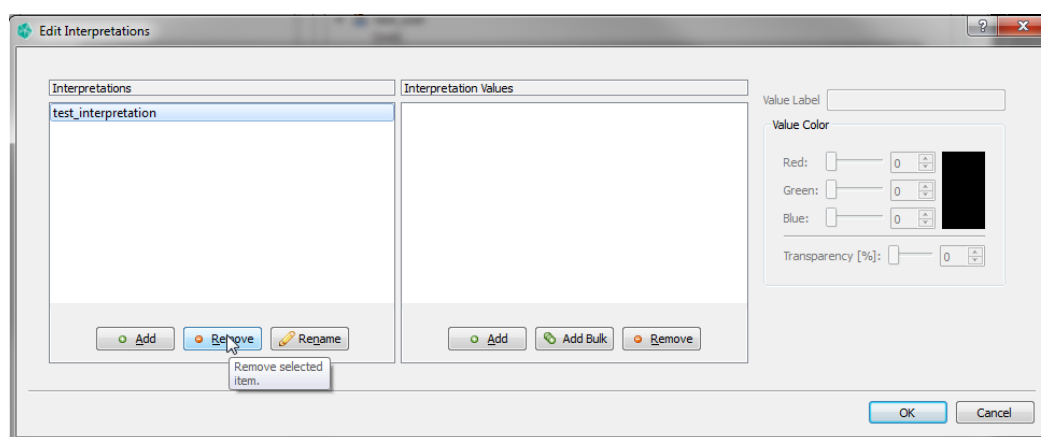 Edit Interpretations
?
X
Interpretations
Interpretation Values
test_interpretation
Value Label
Value Color
Red: 0
Green: 0
Blue: 0
Transparency [%]: 0
Add
Remove
Rename
Add
Add Bulk
Remove
Remove selected
item.
OK
Cancel